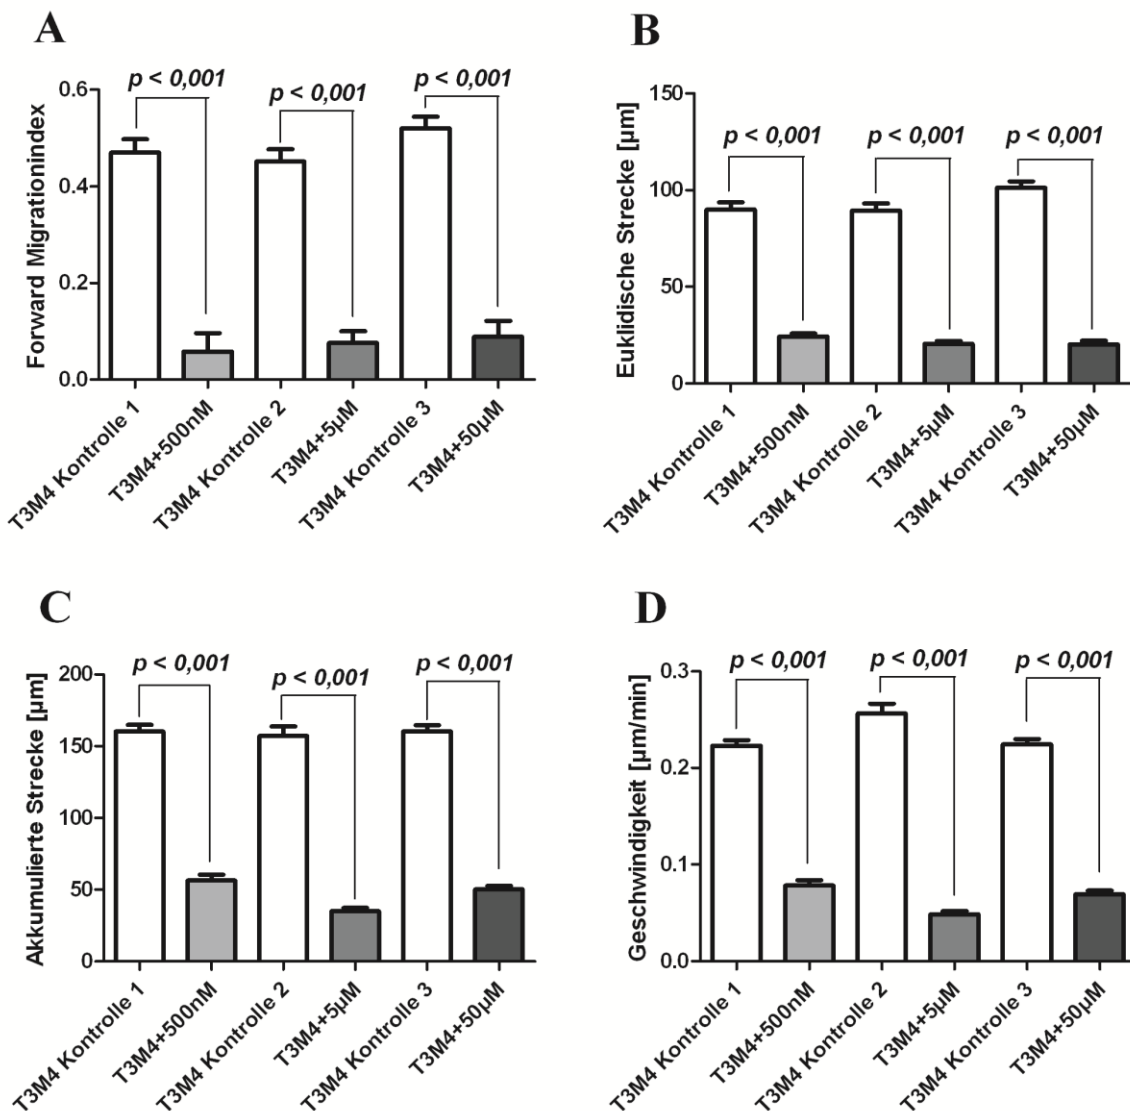 A
p < 0,001
p < 0,001
p < 0,001
Forward Migrationindex
0.6
0.4
0.2
0.0
T3M4 Kontrolle 1
T3M4+500nM
T3M4 Kontrolle 2
T3M4+5µM
T3M4 Kontrolle 3
T3M4+50µM
B
p < 0,001
p < 0,001
p < 0,001
Euklidische Strecke [µm]
150
100
50
0
T3M4 Kontrolle 1
T3M4+500nM
T3M4 Kontrolle 2
T3M4+5µM
T3M4 Kontrolle 3
T3M4+50µM
C
p < 0,001
p < 0,001
p < 0,001
Akkumulierte Strecke [µm]
200
150
100
50
0
T3M4 Kontrolle 1
T3M4+500nM
T3M4 Kontrolle 2
T3M4+5µM
T3M4 Kontrolle 3
T3M4+50µM
D
p < 0,001
p < 0,001
p < 0,001
Geschwindigkeit [µm/min]
0.3
0.2
0.1
0.0
T3M4 Kontrolle 1
T3M4+500nM
T3M4 Kontrolle 2
T3M4+5µM
T3M4 Kontrolle 3
T3M4+50µM